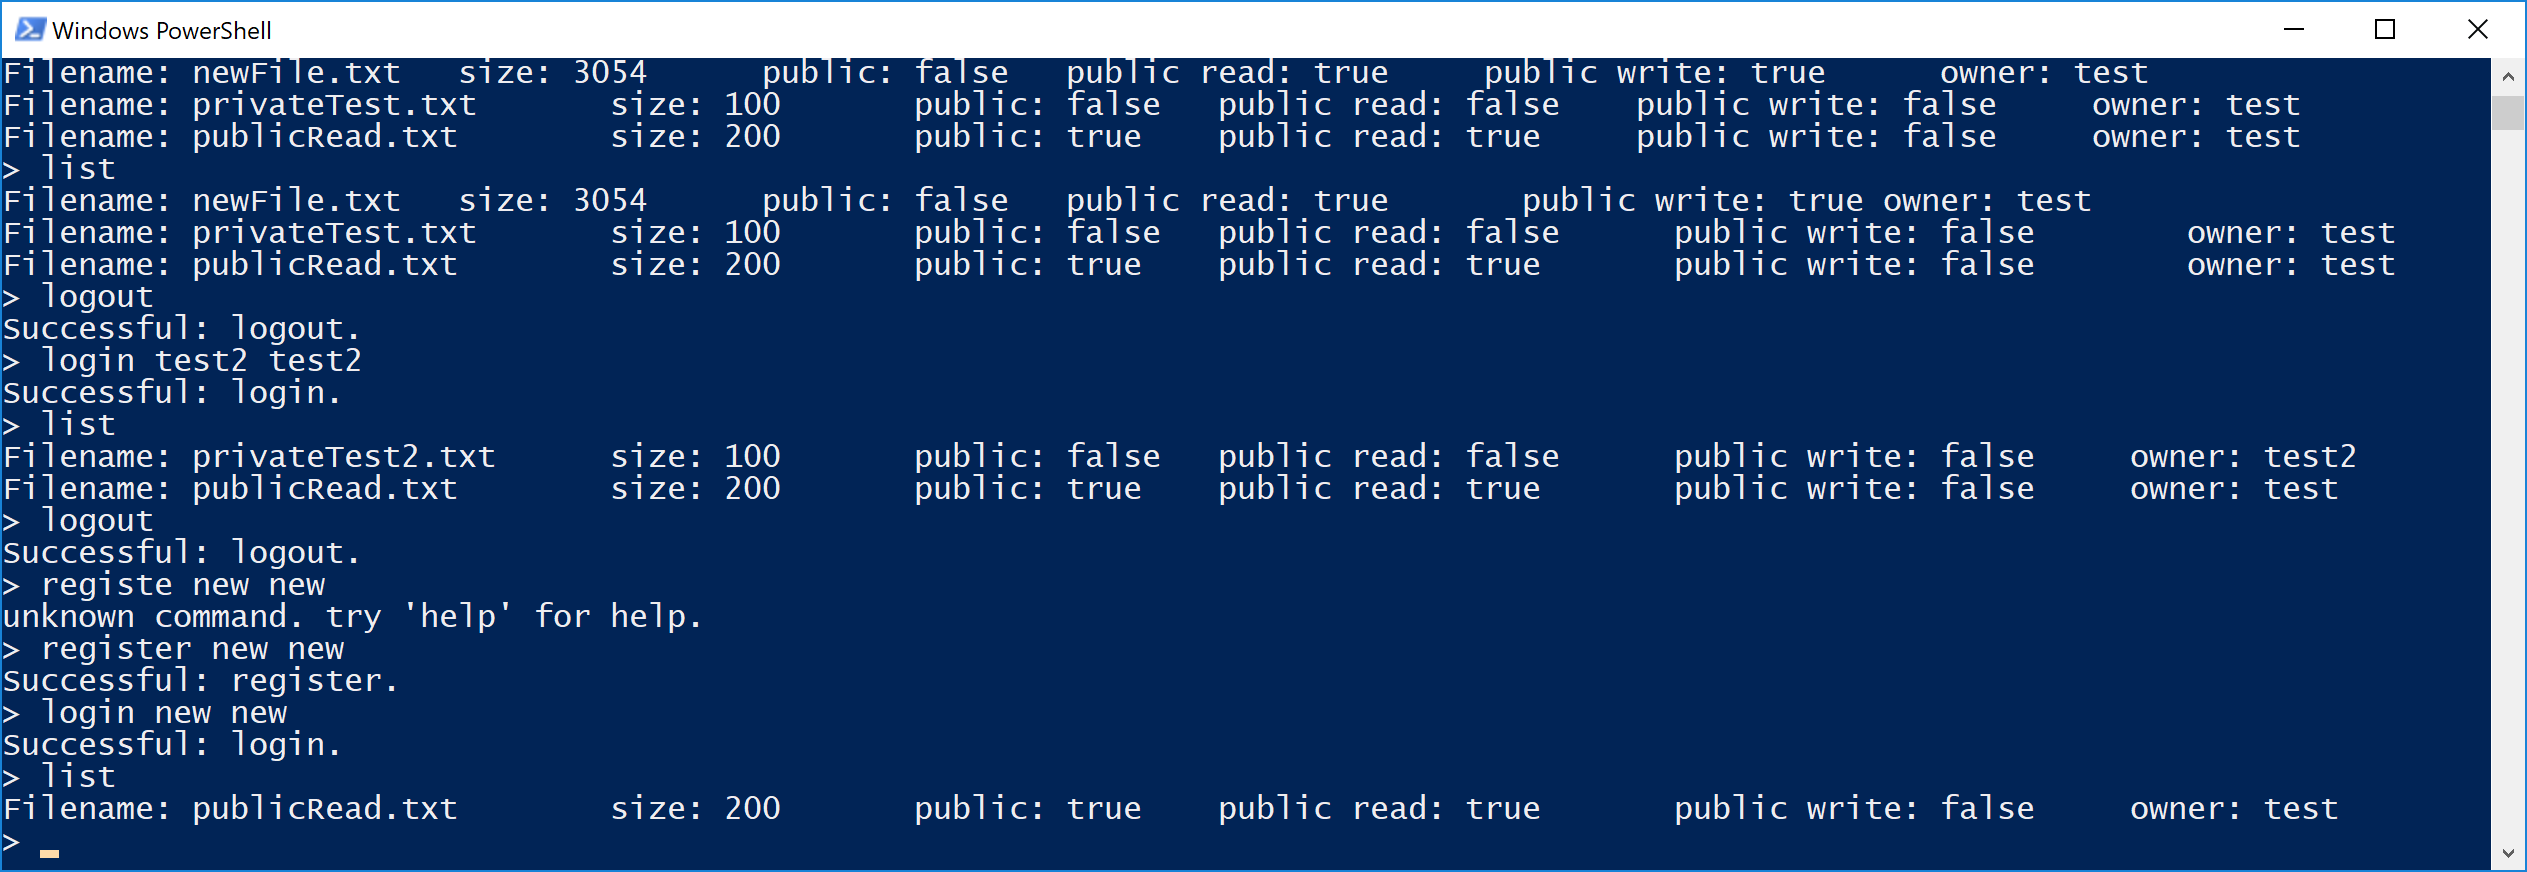 Windows PowerShell
Filename: newFile.txt   size: 3054      public: false   public read: true     public write: true      owner: test
Filename: privateTest.txt       size: 100       public: false   public read: false    public write: false     owner: test
Filename: publicRead.txt        size: 200       public: true    public read: true     public write: false     owner: test
> list
Filename: newFile.txt   size: 3054      public: false   public read: true       public write: true owner: test
Filename: privateTest.txt       size: 100       public: false   public read: false      public write: false        owner: test
Filename: publicRead.txt        size: 200       public: true    public read: true       public write: false        owner: test
> logout
Successful: logout.
> login test2 test2
Successful: login.
> list
Filename: privateTest2.txt      size: 100       public: false   public read: false      public write: false     owner: test2
Filename: publicRead.txt        size: 200       public: true    public read: true       public write: false     owner: test
> logout
Successful: logout.
> registe new new
unknown command. try 'help' for help.
> register new new
Successful: register.
> login new new
Successful: login.
> list
Filename: publicRead.txt        size: 200       public: true    public read: true       public write: false     owner: test
>